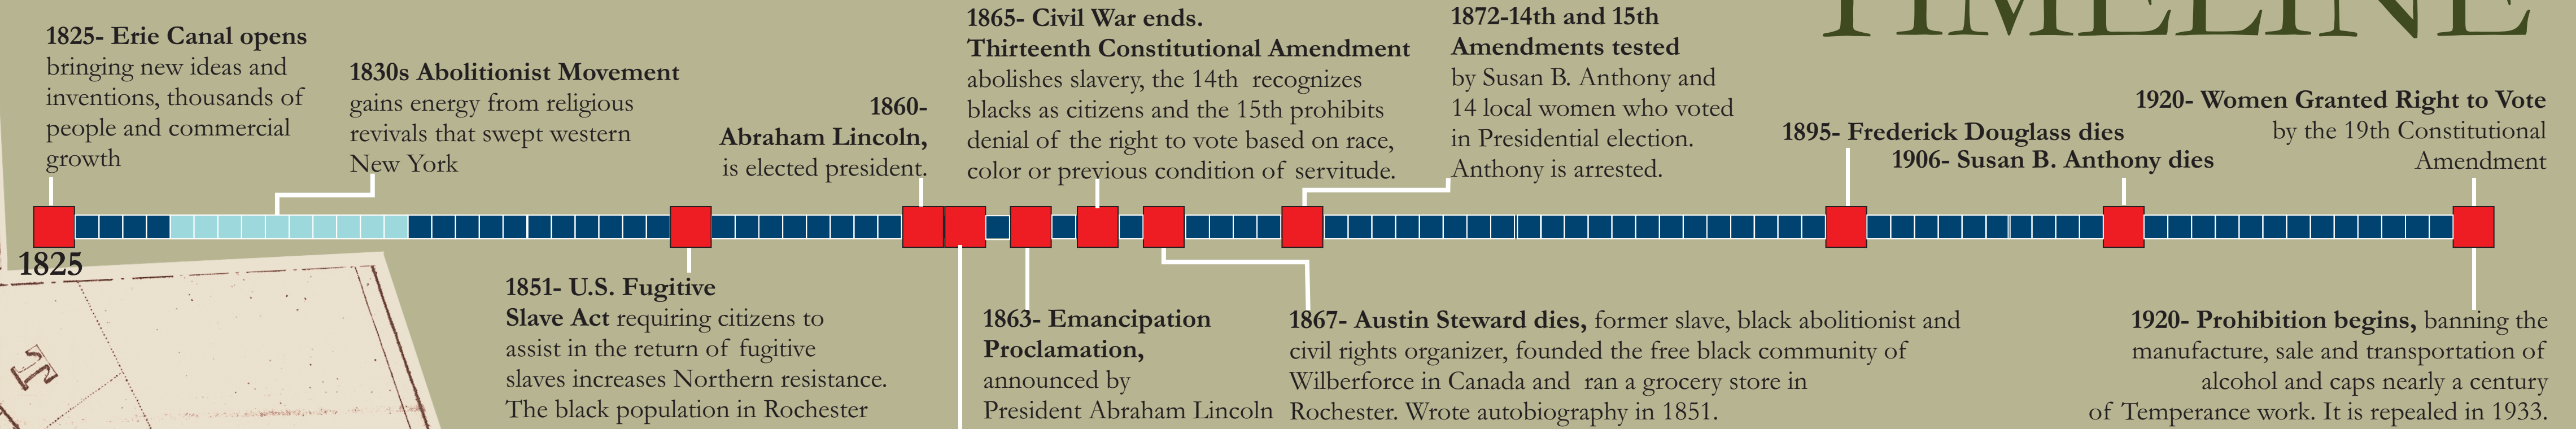 TIMELINE
1825- Erie Canal opens
bringing new ideas and
inventions, thousands of
people and commercial
growth
1830s Abolitionist Movement
gains energy from religious
revivals that swept western
New York
1860-
Abraham Lincoln,
is elected president.
1865- Civil War ends.
Thirteenth Constitutional Amendment
abolishes slavery, the 14th recognizes
blacks as citizens and the 15th prohibits
denial of the right to vote based on race,
color or previous condition of servitude.
1872-14th and 15th
Amendments tested
by Susan B. Anthony and
14 local women who voted
in Presidential election.
Anthony is arrested.
1895- Frederick Douglass dies
1906- Susan B. Anthony dies
1920- Women Granted Right to Vote
by the 19th Constitutional
Amendment
1825
T
1851- U.S. Fugitive
Slave Act requiring citizens to
assist in the return of fugitive
slaves increases Northern resistance.
The black population in Rochester
1863- Emancipation
Proclamation,
announced by
President Abraham Lincoln
1867- Austin Steward dies, former slave, black abolitionist and
civil rights organizer, founded the free black community of
Wilberforce in Canada and ran a grocery store in
Rochester. Wrote autobiography in 1851.
1920- Prohibition begins, banning the
manufacture, sale and transportation of
alcohol and caps nearly a century
of Temperance work. It is repealed in 1933.